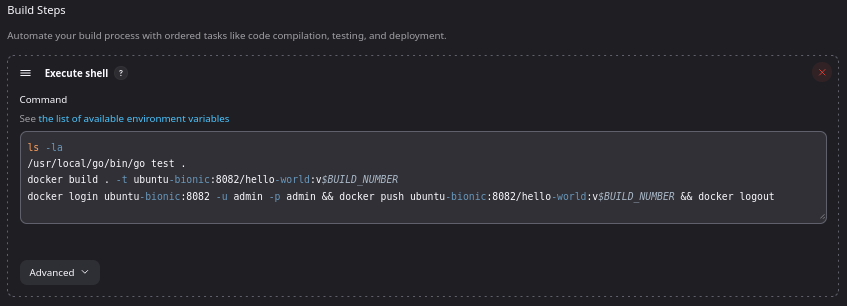 Build Steps
Automate your build process with ordered tasks like code compilation, testing, and deployment.
Execute shell ?
Command
See the list of available environment variables
ls -la
/usr/local/go/bin/go test .
docker build . -t ubuntu-bionic:8082/hello-world:v$BUILD_NUMBER
docker login ubuntu-bionic:8082 -u admin -p admin && docker push ubuntu-bionic:8082/hello-world:v$BUILD_NUMBER && docker logout
Advanced